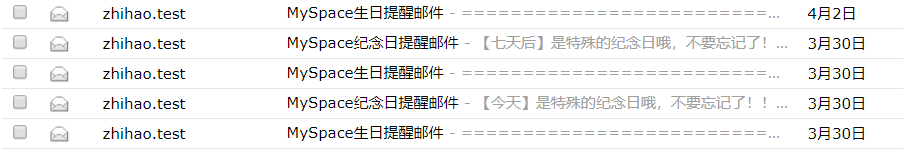 zhihao.test MySpace生日提醒邮件 - ==========================... 4月2日
zhihao.test MySpace纪念日提醒邮件 - 【七天后】是特殊的纪念日哦，不要忘记了！... 3月30日
zhihao.test MySpace生日提醒邮件 - ==========================... 3月30日
zhihao.test MySpace纪念日提醒邮件 - 【今天】是特殊的纪念日哦，不要忘记了！！... 3月30日
zhihao.test MySpace生日提醒邮件 - ==========================... 3月30日